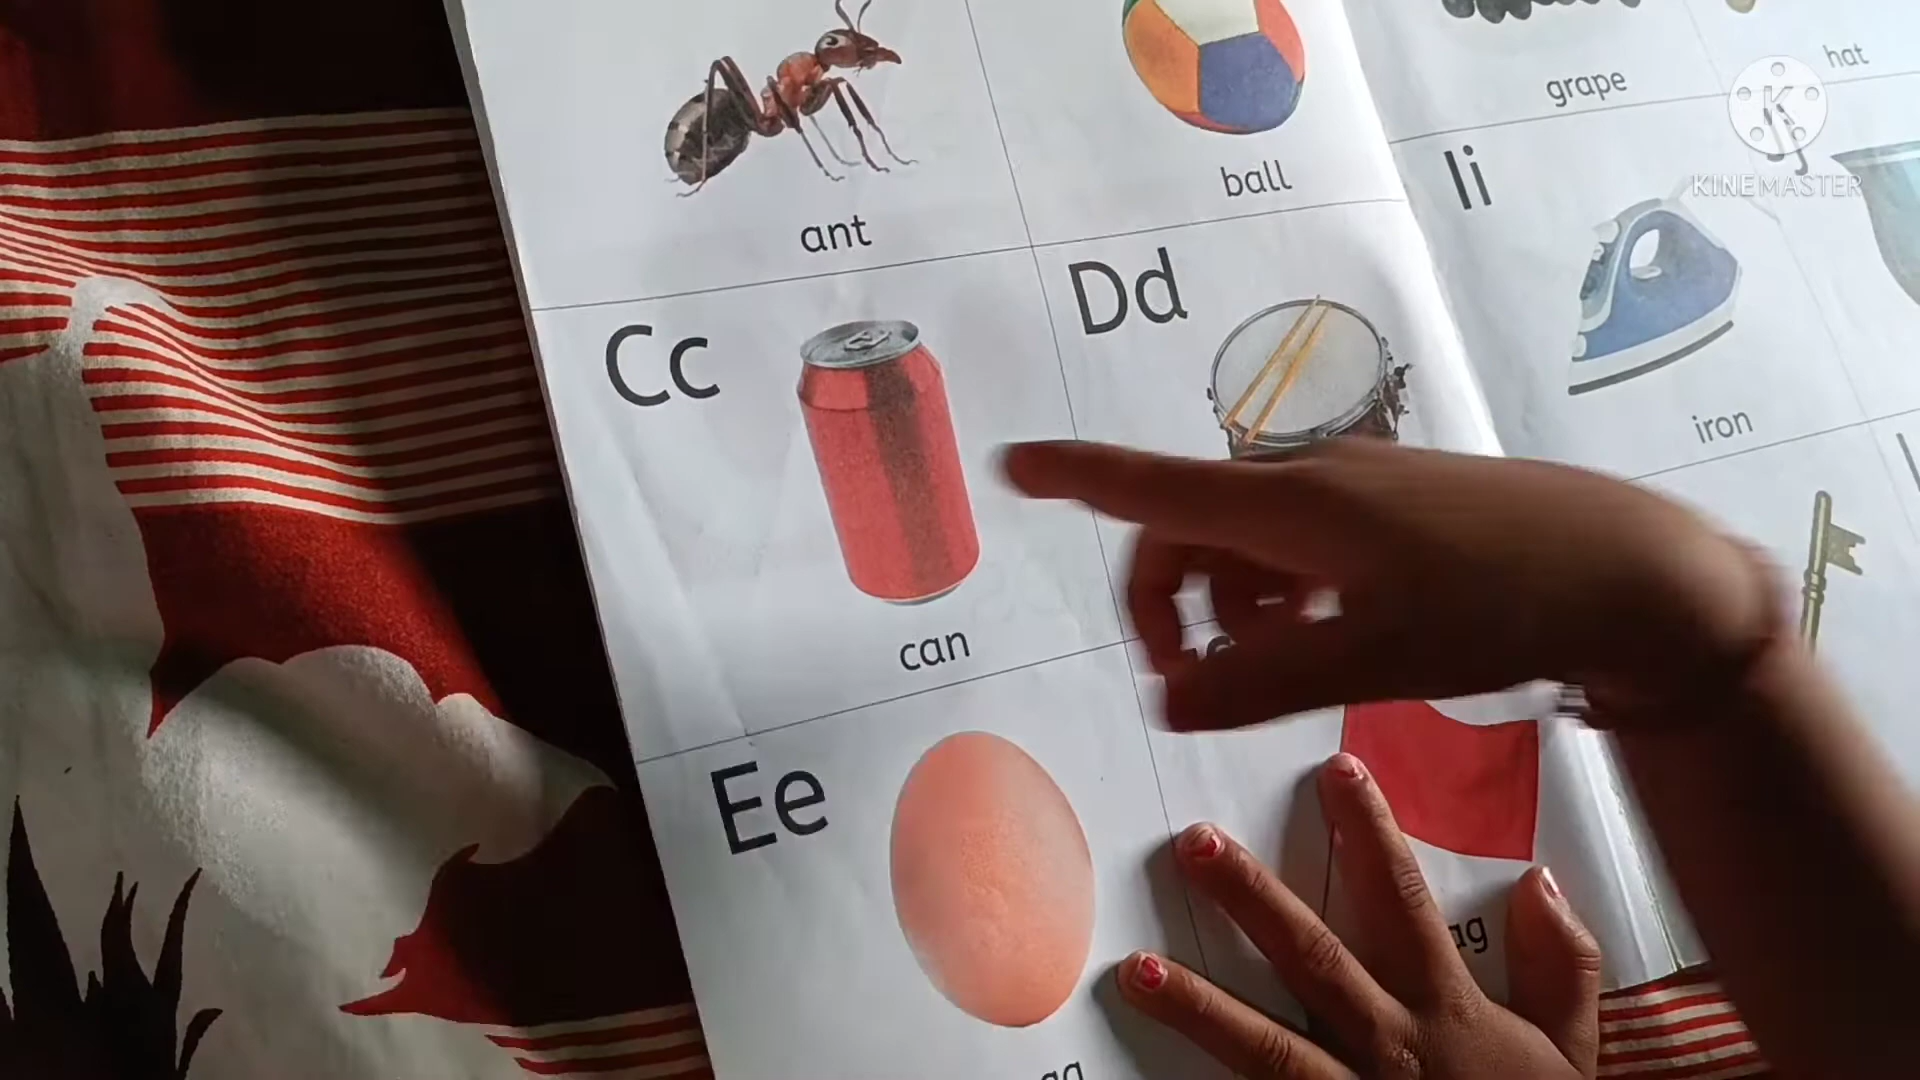 ant
ball
Cc
can
Dd
Ee
grape
hat
Ii
iron
K
KINEMASTER